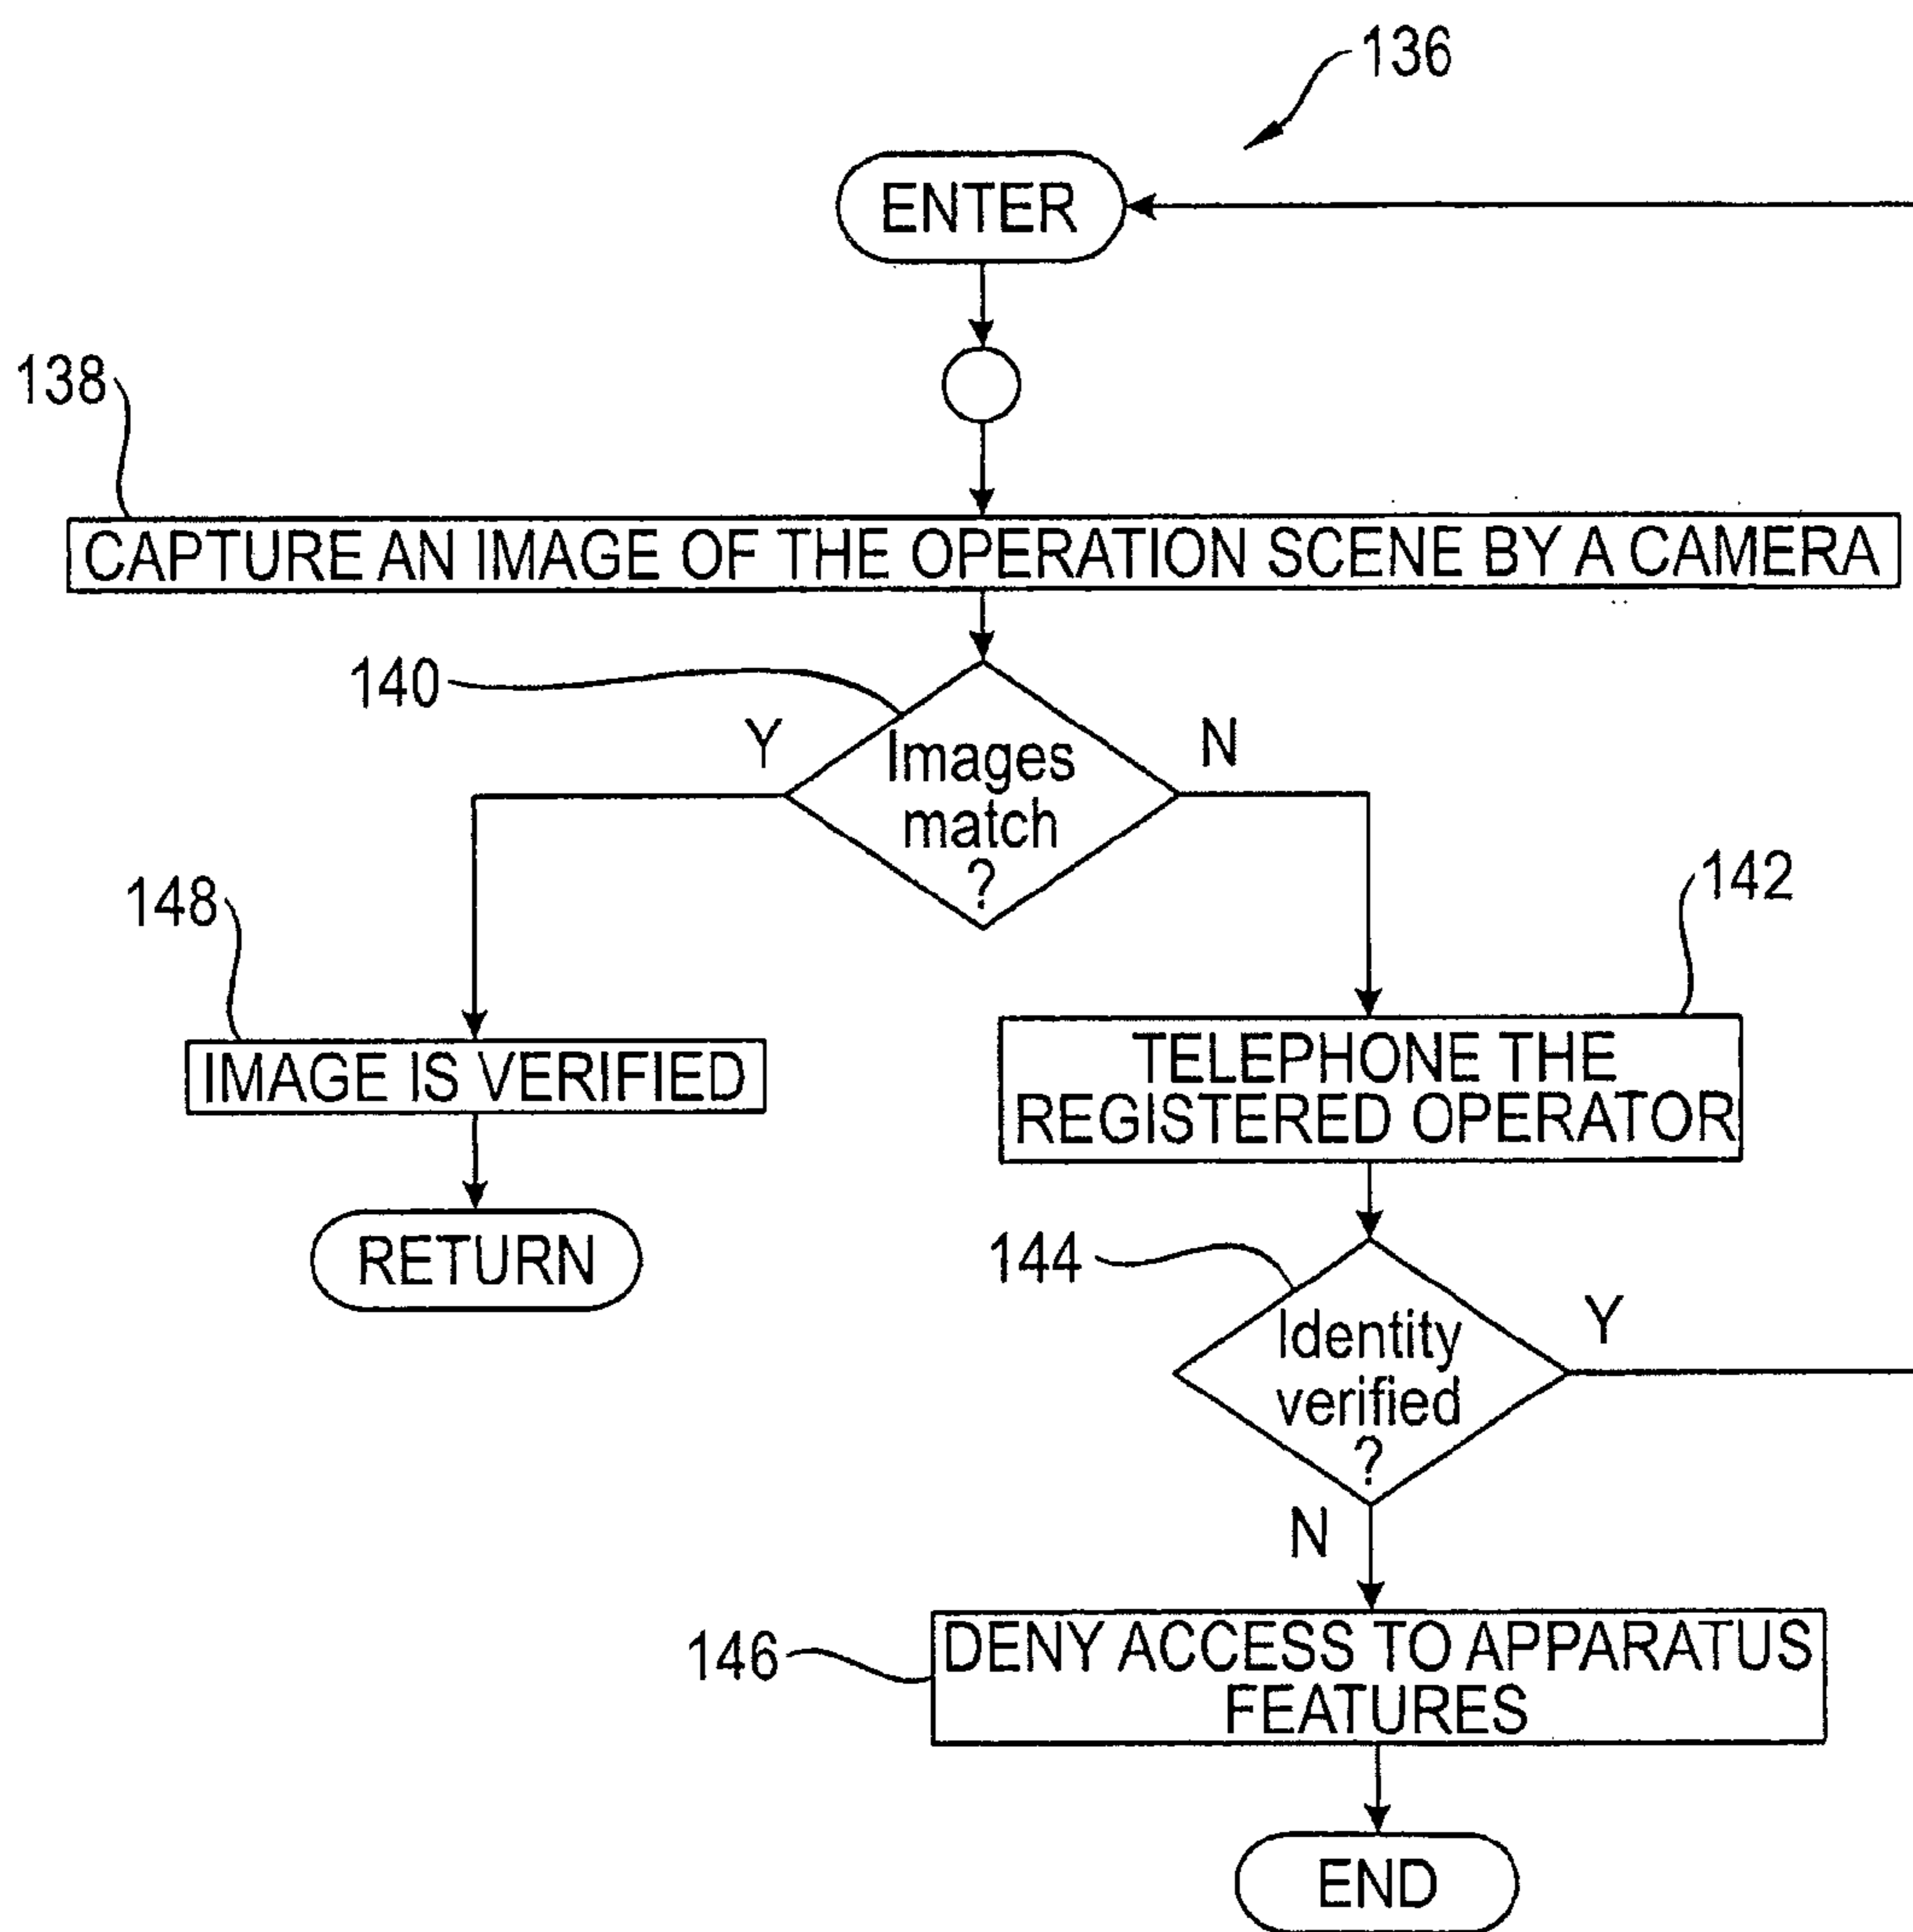 136
ENTER
138
CAPTURE AN IMAGE OF THE OPERATION SCENE BY A CAMERA
140
Y
N
Images
match
?
148
142
IMAGE IS VERIFIED
TELEPHONE THE
REGISTERED OPERATOR
RETURN
144
Y
Identity
verified
?
N
146
DENY ACCESS TO APPARATUS
FEATURES
END